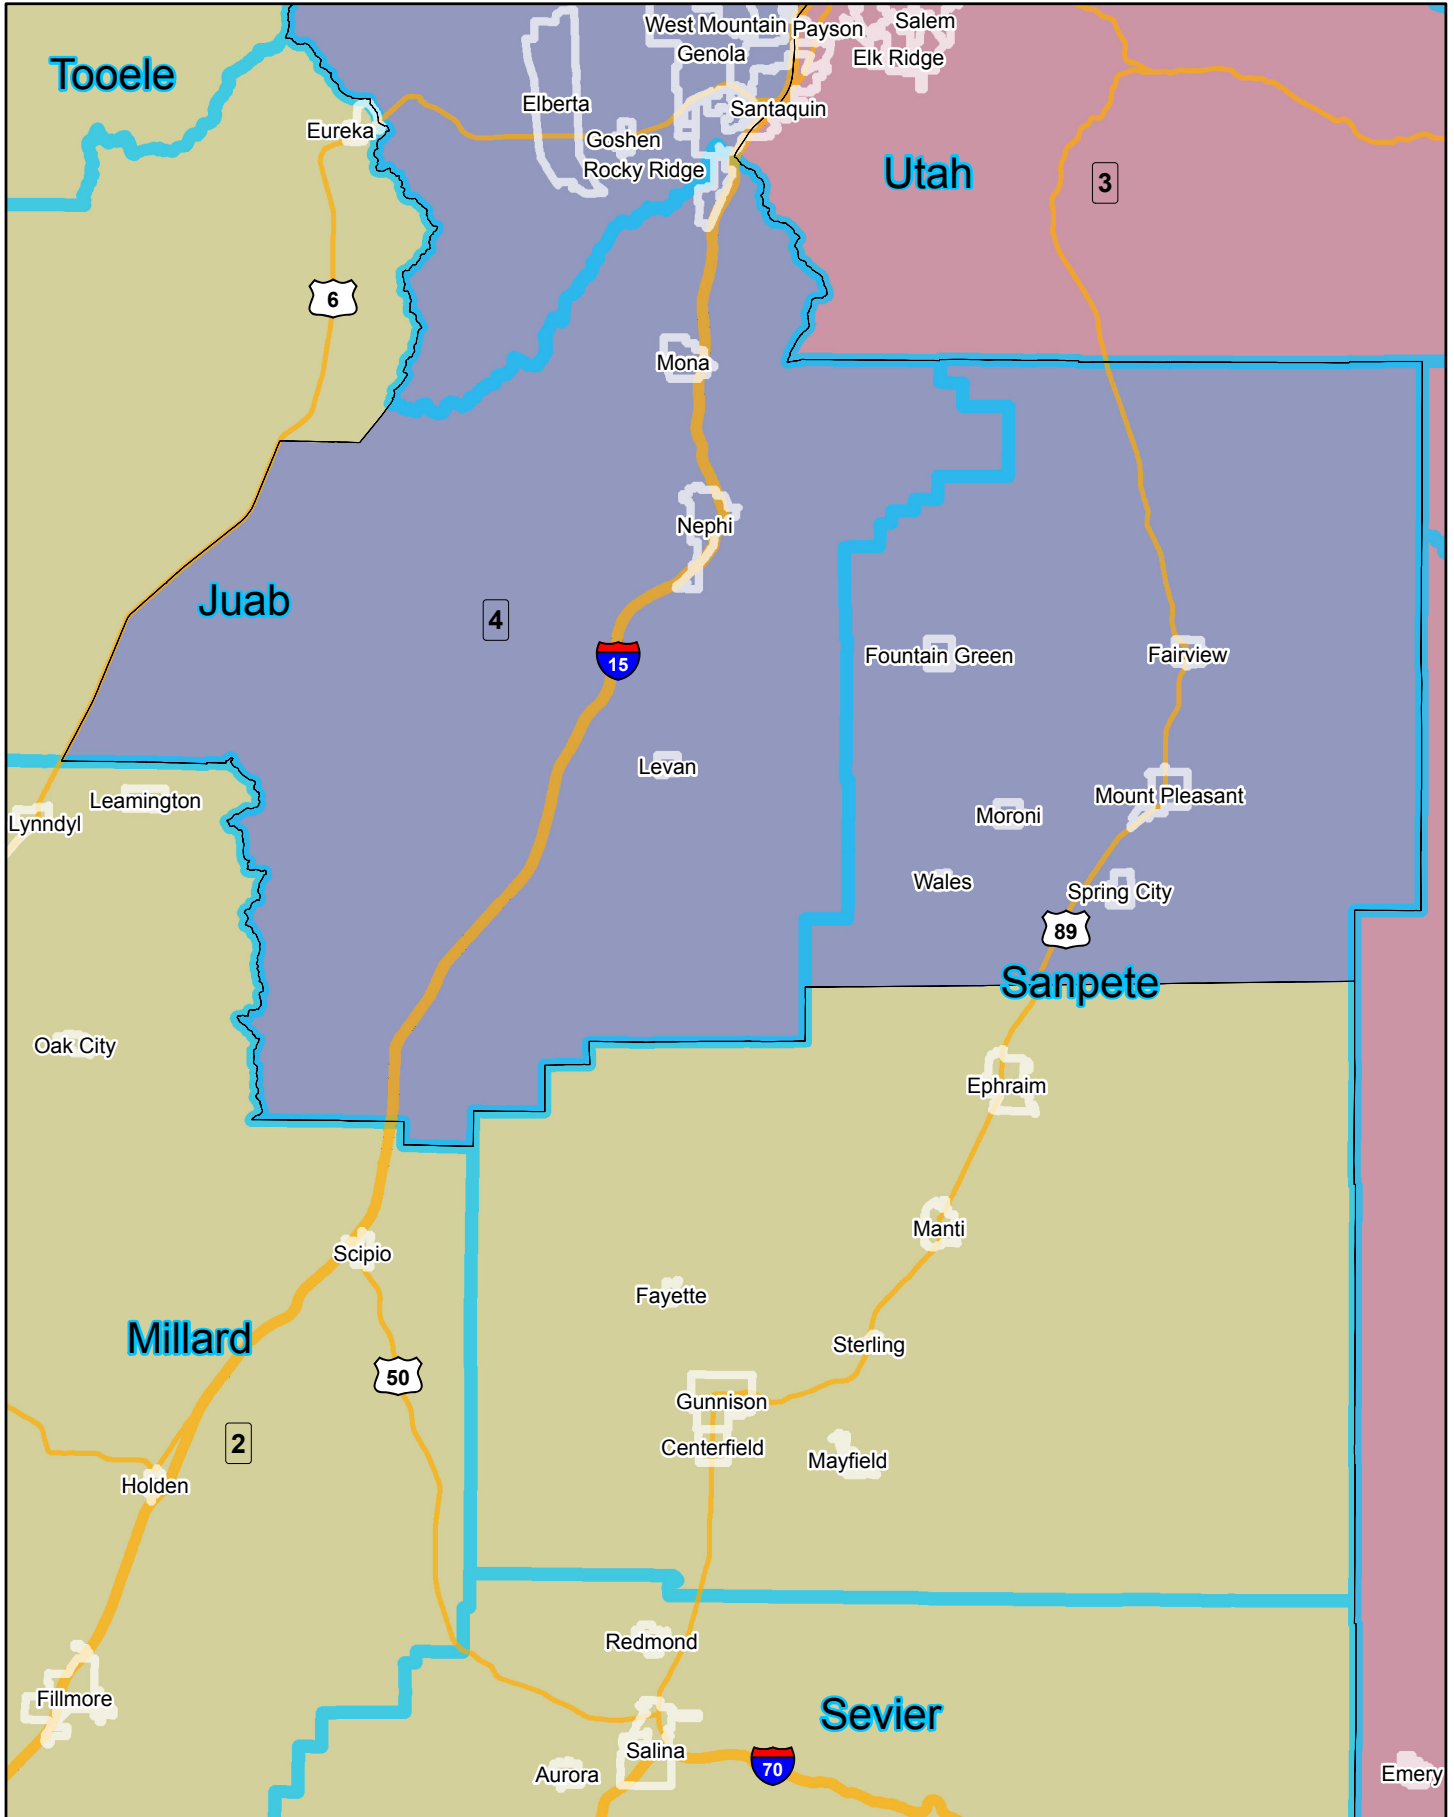 West Mountain
Payson
Salem
Genola
Elk Ridge
Tooele
Elberta
Santaquin
Eureka
Goshen
Rocky Ridge
Utah
3
6
Mona
Nephi
Juab
4
15
Fountain Green
Fairview
Levan
Leamington
Mount Pleasant
Lynndyl
Moroni
Wales
Spring City
89
Sanpete
Oak City
Ephraim
Manti
Scipio
Fayette
Millard
Sterling
50
Gunnison
2
Centerfield
Mayfield
Holden
Redmond
Fillmore
Sevier
Salina
70
Aurora
Emery